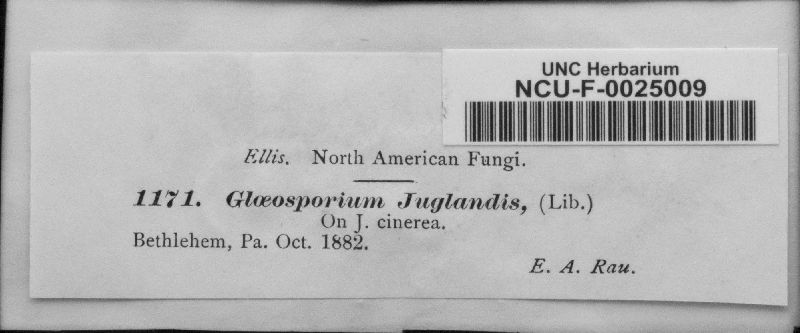 UNC Herbarium
NCU-F-0025009
Ellis. North American Fungi.
1171. Glœosporium Juglandis, (Lib.)
On J. cinerea.
Bethlehem, Pa. Oct. 1882.
E. A. Rau.